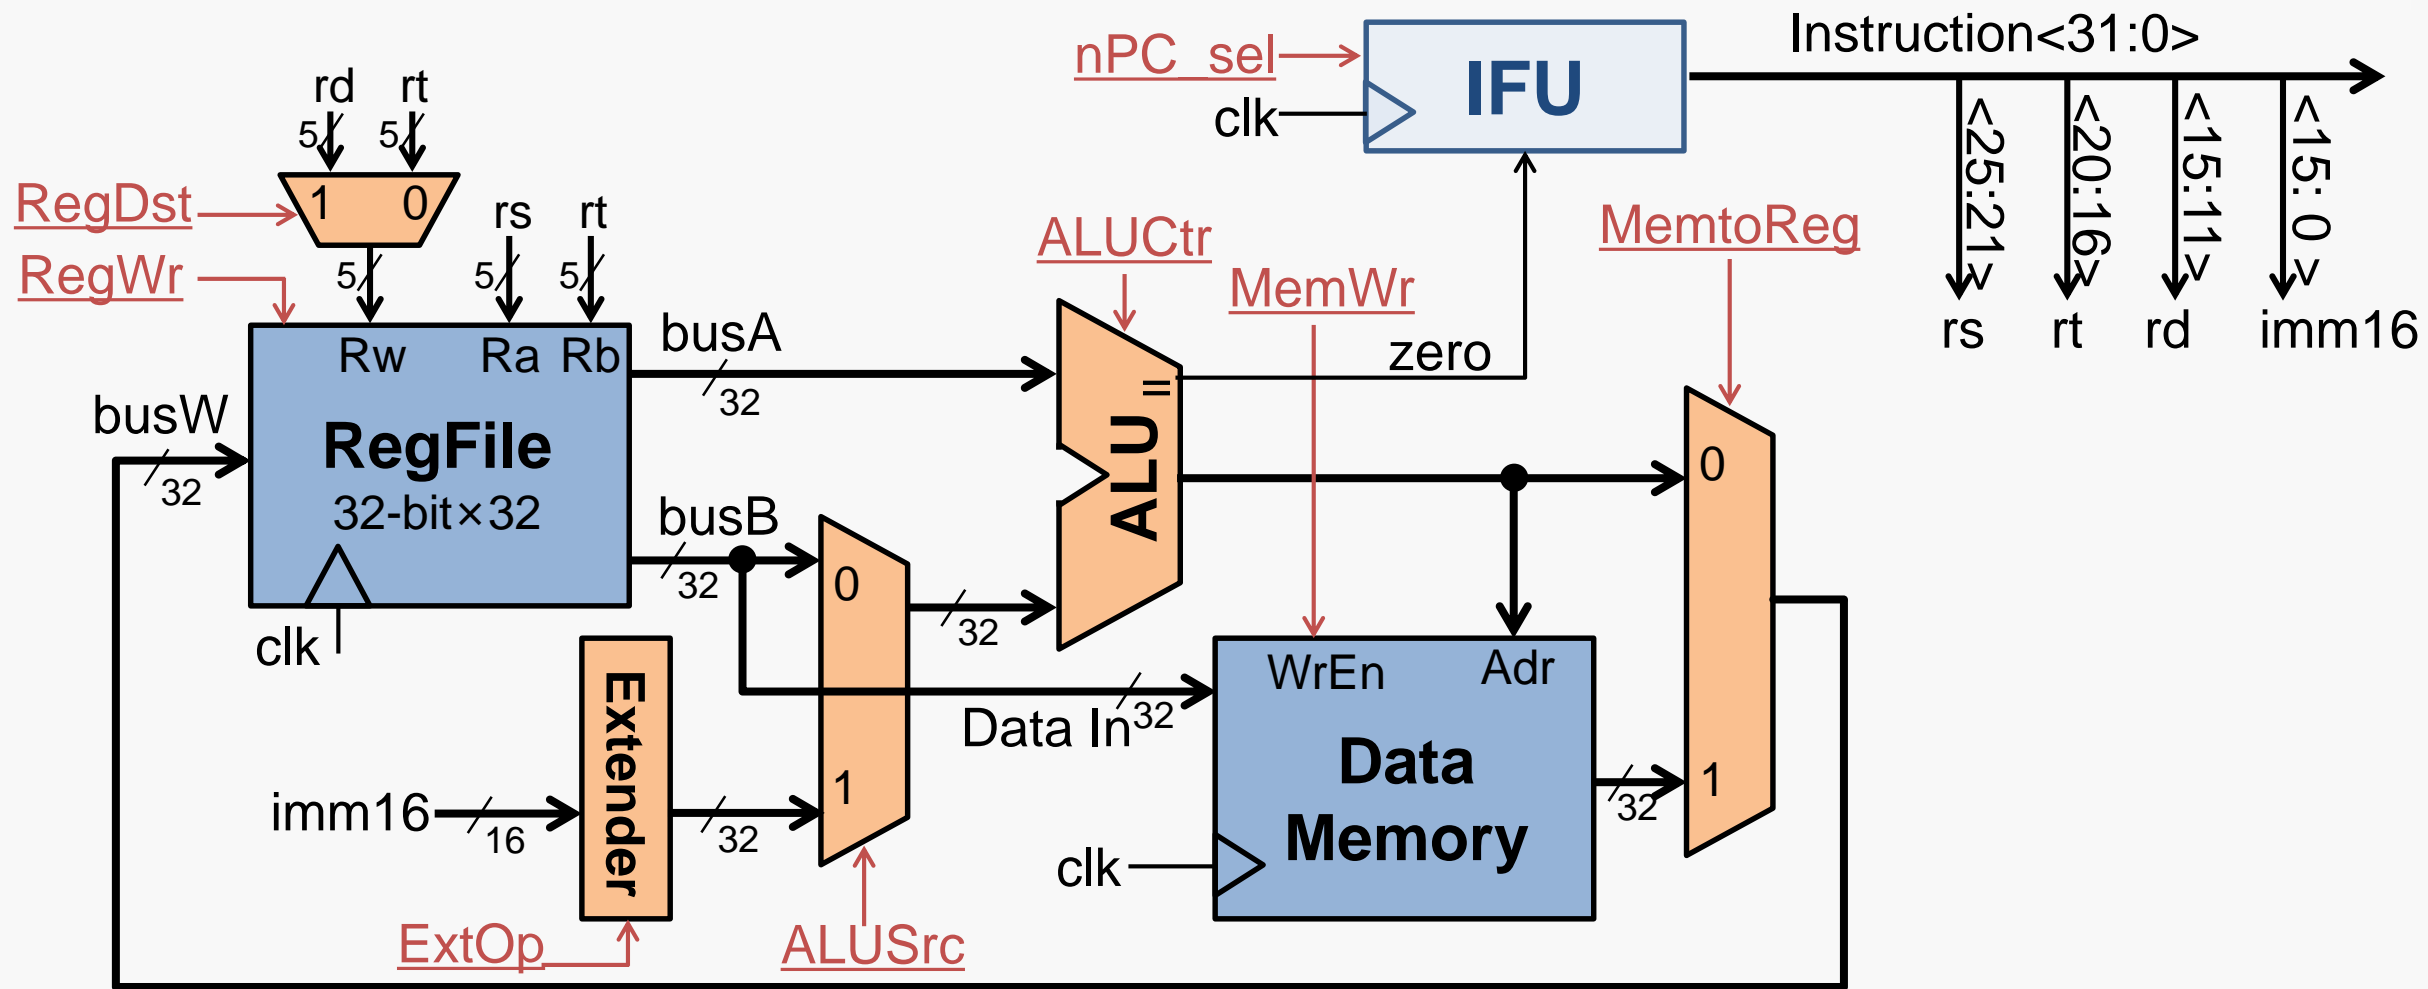 Instruction<31:0>
nPC_sel
IFU
clk
<25:21>
<20:16>
<15:11>
<15: 0 >
rs
rt
rd
imm16
rd
rt
5
5
1
0
RegDst
RegWr
rs
rt
5
5
5
Rw
Ra
Rb
RegFile
32-bit×32
clk
busW
32
busA
32
busB
32
ALUCtr
MemWr
MemtoReg
zero
=
ALU
0
1
32
0
1
Extender
imm16
16
32
ExtOp
ALUSrc
Data In
32
WrEn
Adr
Data
Memory
clk
32